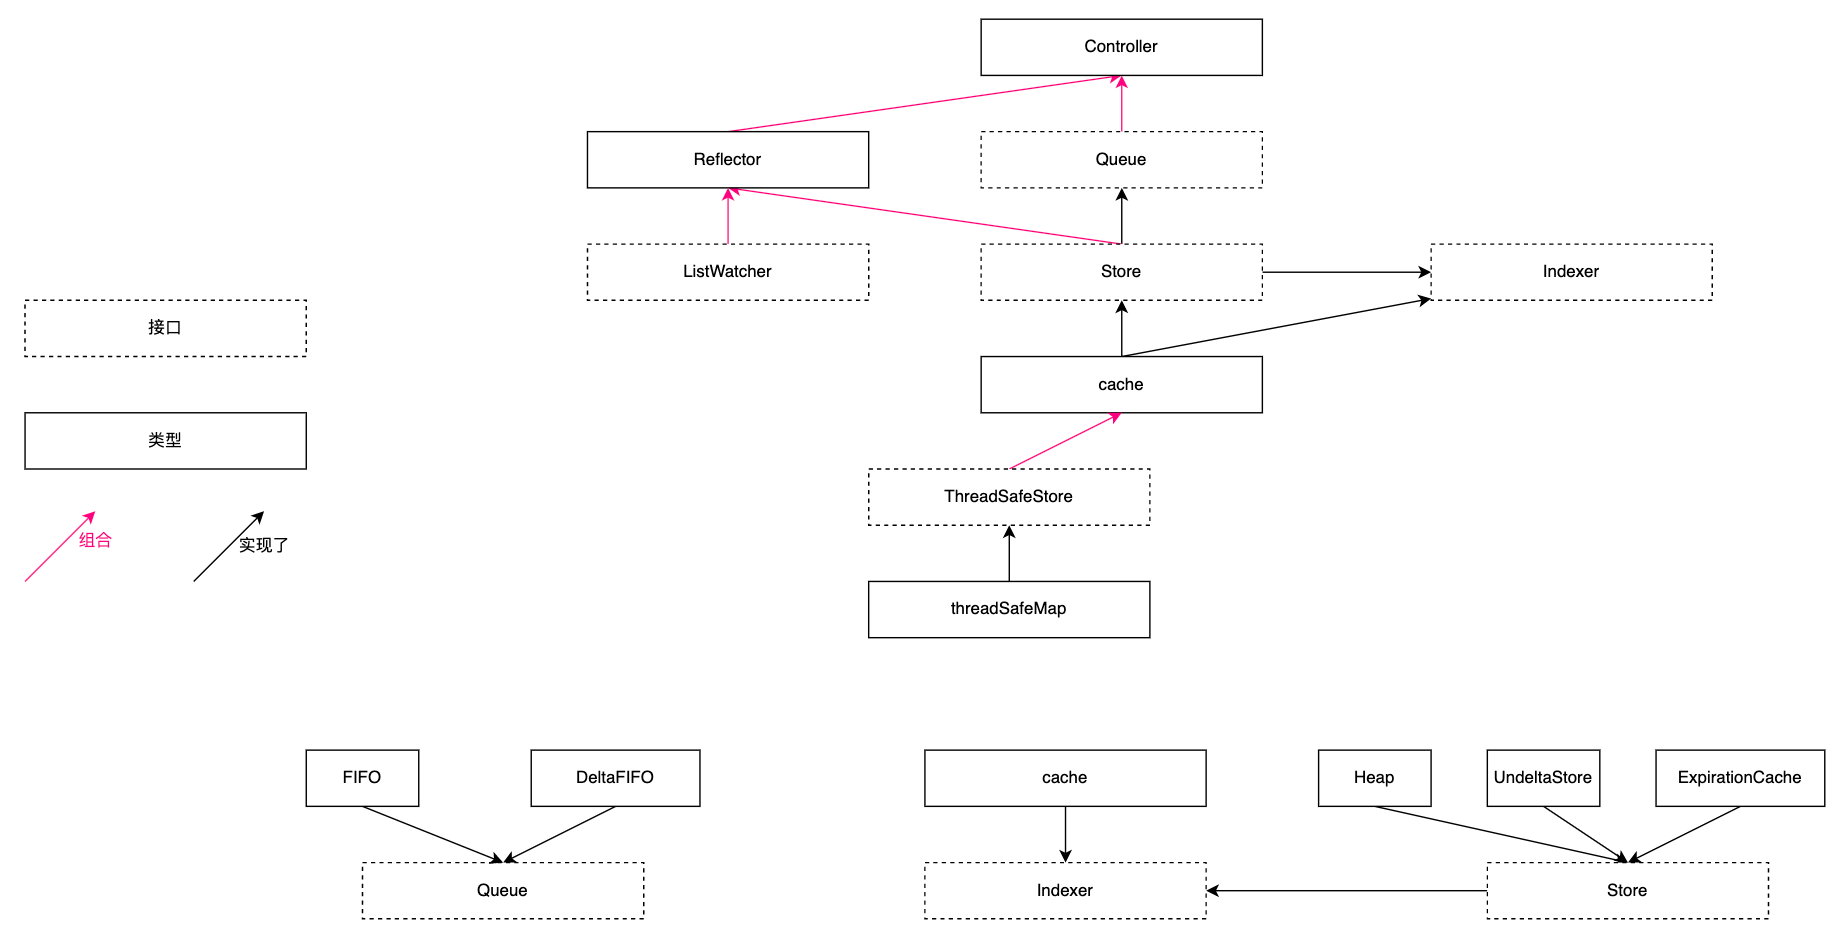 Controller
Reflector
Queue
ListWatcher
Store
Indexer
接口
cache
类型
ThreadSafeStore
组合
实现了
threadSafeMap
FIFO
DeltaFIFO
cache
Heap
UndeltaStore
ExpirationCache
Queue
Indexer
Store